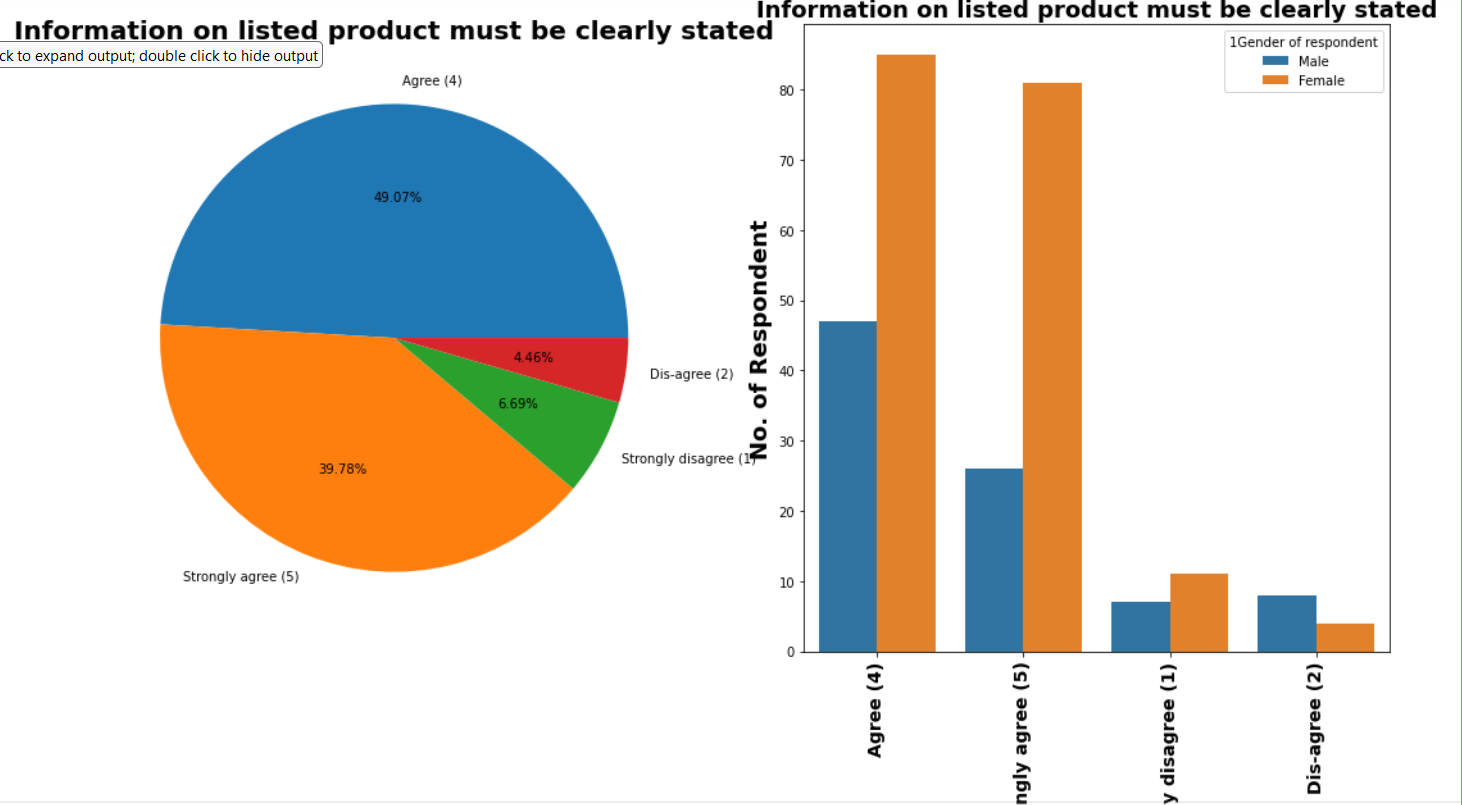 Information on listed product must be clearly stated
ck to expand output; double click to hide output
Agree (4)
49.07%
4.46%
Dis-agree (2)
6.69%
Strongly disagree (1)
39.78%
Strongly agree (5)
Information on listed product must be clearly stated
1Gender of respondent
Male
Female
No. of Respondent
80
70
60
50
40
30
20
10
0
Agree (4)
ngly agree (5)
y disagree (1)
Dis-agree (2)